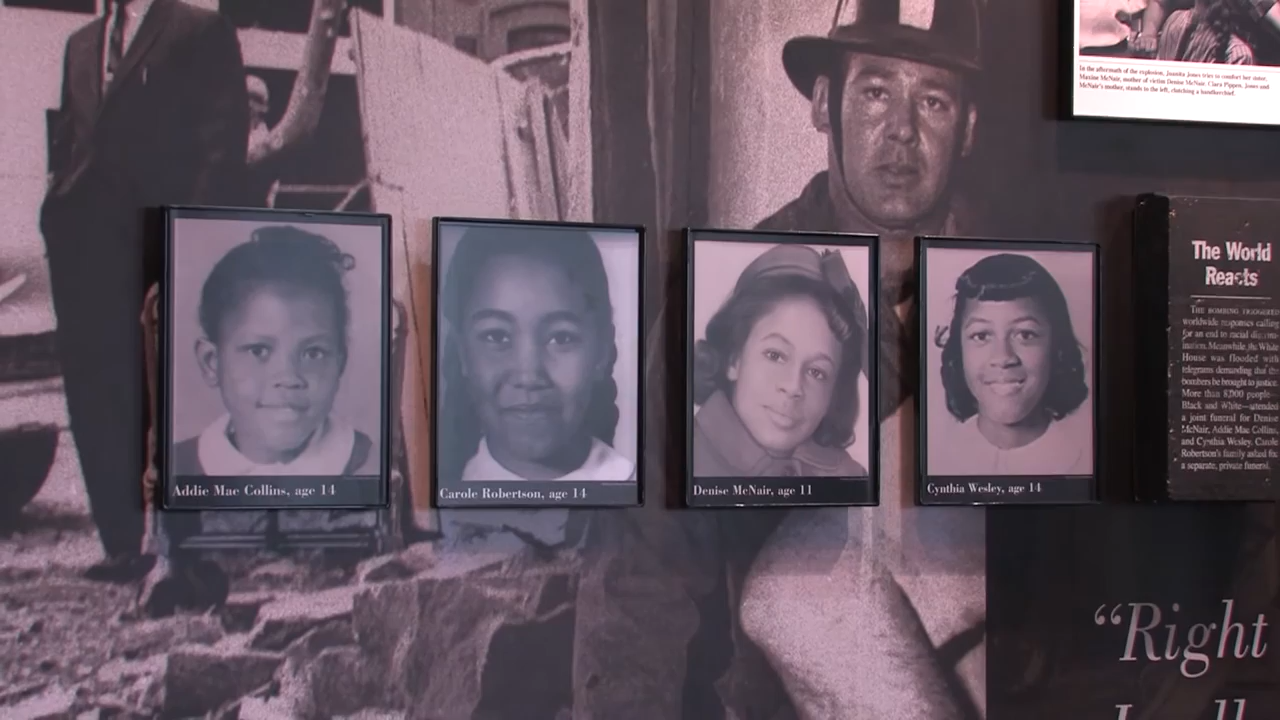 In the aftermath of the explosion, Juanita Jones tries to comfort her sister,
Maxine McNair, mother of victim Denise McNair. Clara Pippen, Jones and
McNair's mother, stands to the left, clutching a handkerchief.
Addie Mae Collins, age 14
Carole Robertson, age 14
Denise McNair, age 11
Cynthia Wesley, age 14
The World
Reacts
THE BOMBING TRIGGERED
worldwide responses calling
for an end to racial discrim-
ination. Meanwhile, the White
House was flooded with
telegrams demanding that the
bombers be brought to justice.
More than 8,000 people—
Black and White—attended
a joint funeral for Denise
McNair, Addie Mae Collins,
and Cynthia Wesley. Carole
Robertson's family asked for
a separate, private funeral.
“Right